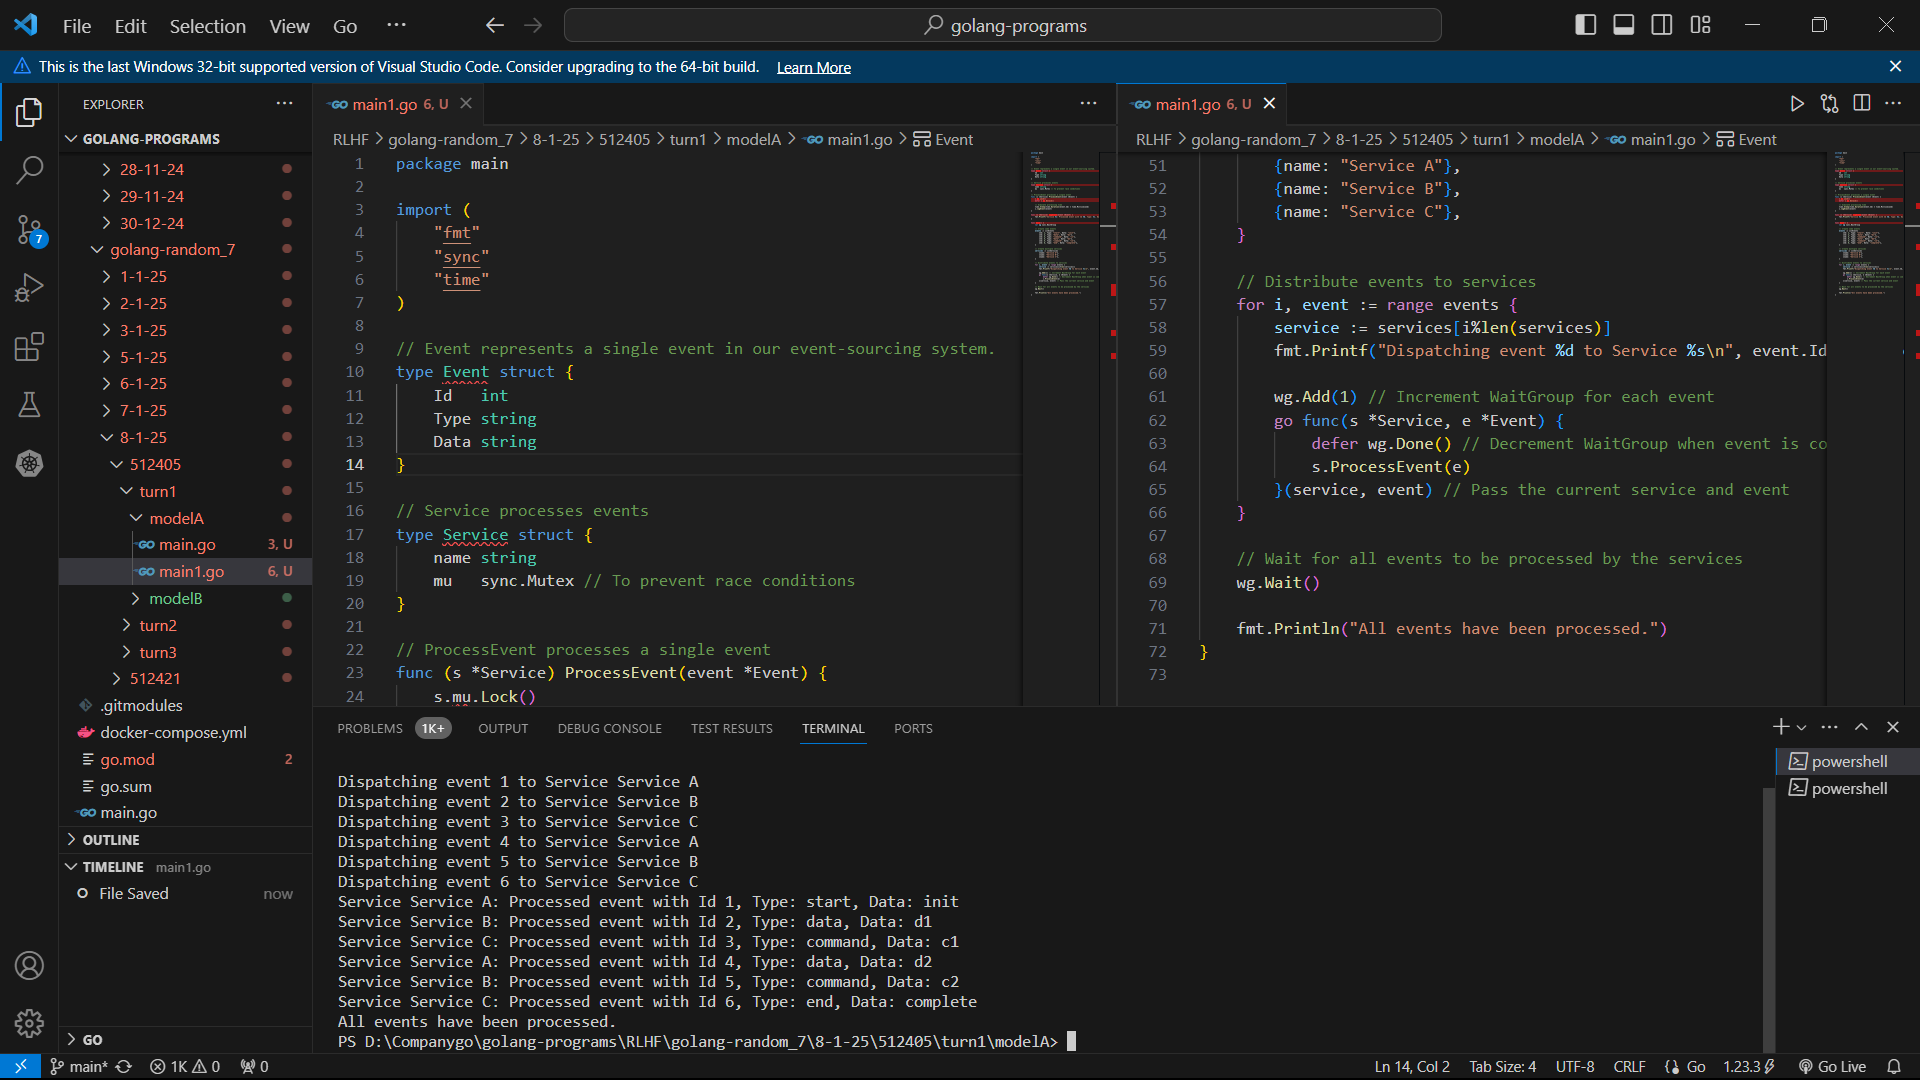 File Edit Selection View Go ··· golang-programs
This is the last Windows 32-bit supported version of Visual Studio Code. Consider upgrading to the 64-bit build. Learn More
EXPLORER
GOLANG-PROGRAMS
28-11-24
29-11-24
30-12-24
golang-random_7
1-1-25
2-1-25
3-1-25
5-1-25
6-1-25
7-1-25
8-1-25
512405
turn1
modelA
main.go 3, U
main1.go 6, U
modelB
turn2
turn3
512421
.gitmodules
docker-compose.yml
go.mod 2
go.sum
main.go
OUTLINE
TIMELINE main1.go
File Saved now
GO
7
main1.go 6, U
RLHF > golang-random_7 > 8-1-25 > 512405 > turn1 > modelA > main1.go > Event
1 package main
2
3 import (
4 "fmt"
5 "sync"
6 "time"
7 )
8
9 // Event represents a single event in our event-sourcing system.
10 type Event struct {
11 Id int
12 Type string
13 Data string
14 }
15
16 // Service processes events
17 type Service struct {
18 name string
19 mu sync.Mutex // To prevent race conditions
20 }
21
22 // ProcessEvent processes a single event
23 func (s *Service) ProcessEvent(event *Event) {
24 s.mu.Lock()
main1.go 6, U
RLHF > golang-random_7 > 8-1-25 > 512405 > turn1 > modelA > main1.go > Event
51 {name: "Service A"},
52 {name: "Service B"},
53 {name: "Service C"},
54 }
55
56 // Distribute events to services
57 for i, event := range events {
58 service := services[i%len(services)]
59 fmt.Printf("Dispatching event %d to Service %s\n", event.Id
60
61 wg.Add(1) // Increment WaitGroup for each event
62 go func(s *Service, e *Event) {
63 defer wg.Done() // Decrement WaitGroup when event is co
64 s.ProcessEvent(e)
65 }(service, event) // Pass the current service and event
66 }
67
68 // Wait for all events to be processed by the services
69 wg.Wait()
70
71 fmt.Println("All events have been processed.")
72 }
73
PROBLEMS 1K+ OUTPUT DEBUG CONSOLE TEST RESULTS TERMINAL PORTS
powershell
powershell
Dispatching event 1 to Service Service A
Dispatching event 2 to Service Service B
Dispatching event 3 to Service Service C
Dispatching event 4 to Service Service A
Dispatching event 5 to Service Service B
Dispatching event 6 to Service Service C
Service Service A: Processed event with Id 1, Type: start, Data: init
Service Service B: Processed event with Id 2, Type: data, Data: d1
Service Service C: Processed event with Id 3, Type: command, Data: c1
Service Service A: Processed event with Id 4, Type: data, Data: d2
Service Service B: Processed event with Id 5, Type: command, Data: c2
Service Service C: Processed event with Id 6, Type: end, Data: complete
All events have been processed.
PS D:\Companygo\golang-programs\RLHF\golang-random_7\8-1-25\512405\turn1\modelA>
main* 1K 0 0 Ln 14, Col 2 Tab Size: 4 UTF-8 CRLF Go 1.23.3 Go Live